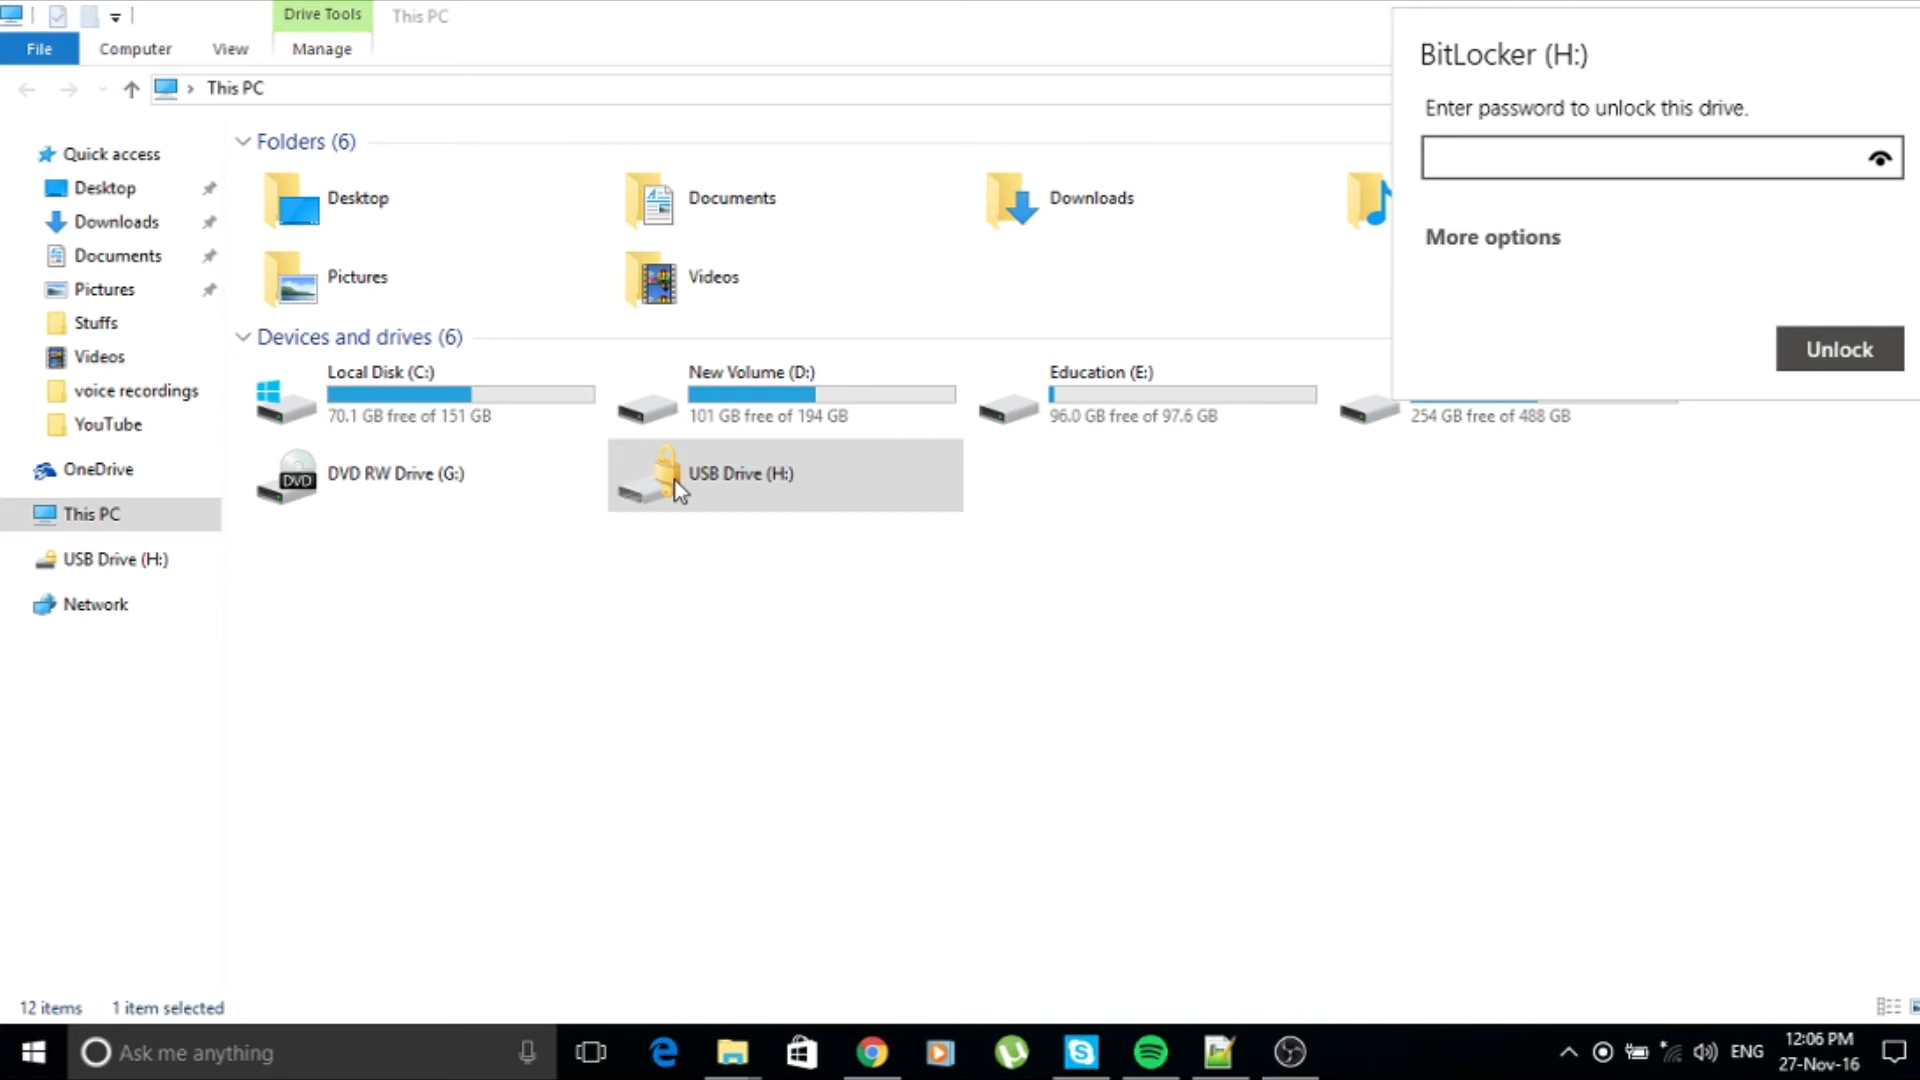 Drive Tools
This PC
File
Computer
View
Manage
This PC
Quick access
Desktop
Downloads
Documents
Pictures
Stuffs
Videos
voice recordings
YouTube
OneDrive
This PC
USB Drive (H:)
Network
Folders (6)
Desktop
Documents
Downloads
Pictures
Videos
Devices and drives (6)
Local Disk (C:)
70.1 GB free of 151 GB
New Volume (D:)
101 GB free of 194 GB
Education (E:)
96.0 GB free of 97.6 GB
254 GB free of 488 GB
DVD
DVD RW Drive (G:)
USB Drive (H:)
BitLocker (H:)
Enter password to unlock this drive.
More options
Unlock
12 items
1 item selected
Ask me anything
ENG
12:06 PM
27-Nov-16